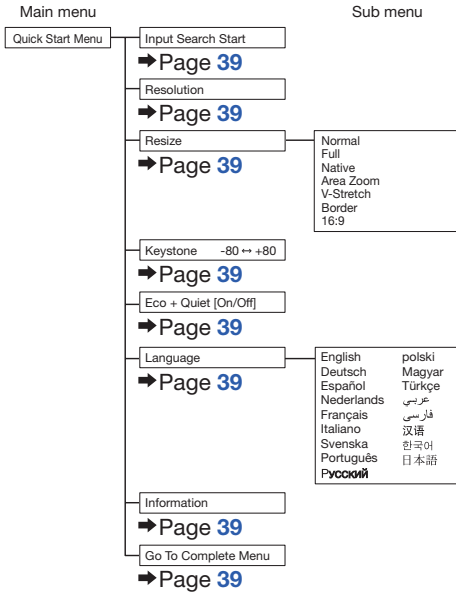 Main menu
Sub menu
Quick Start Menu
Input Search Start
➡Page 39
Resolution
➡Page 39
Resize
➡Page 39
Normal
Full
Native
Area Zoom
V-Stretch
Border
16:9
Keystone -80 ↔ +80
➡Page 39
Eco + Quiet [On/Off]
➡Page 39
Language
➡Page 39
English polski
Deutsch Magyar
Español Türkçe
Nederlands عربي
Français فارسی
Italiano 汉语
Svenska 한국어
Português 日本語
Русский
Information
➡Page 39
Go To Complete Menu
➡Page 39